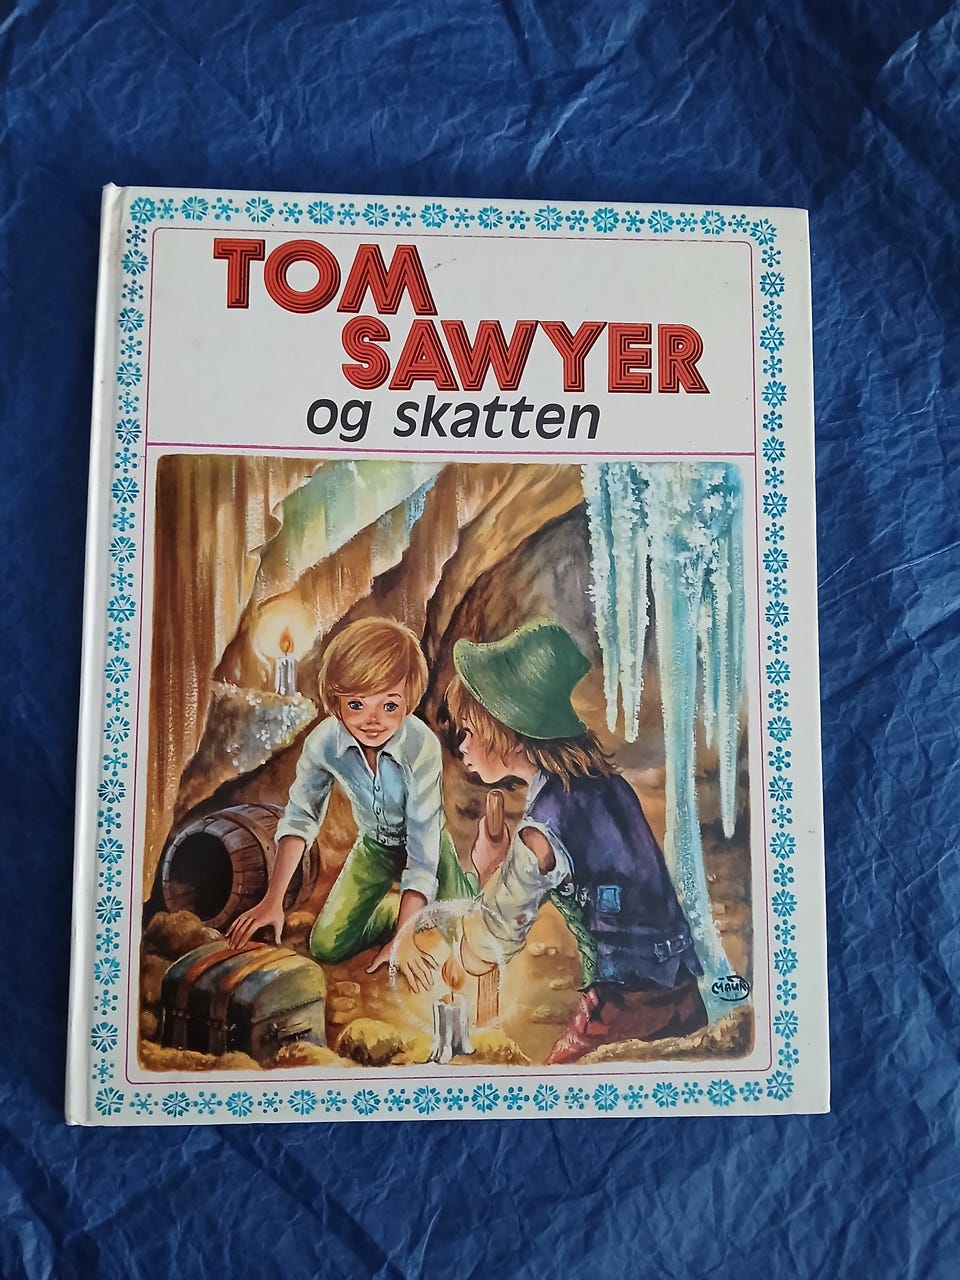 TOM
SAWYER
og skatten